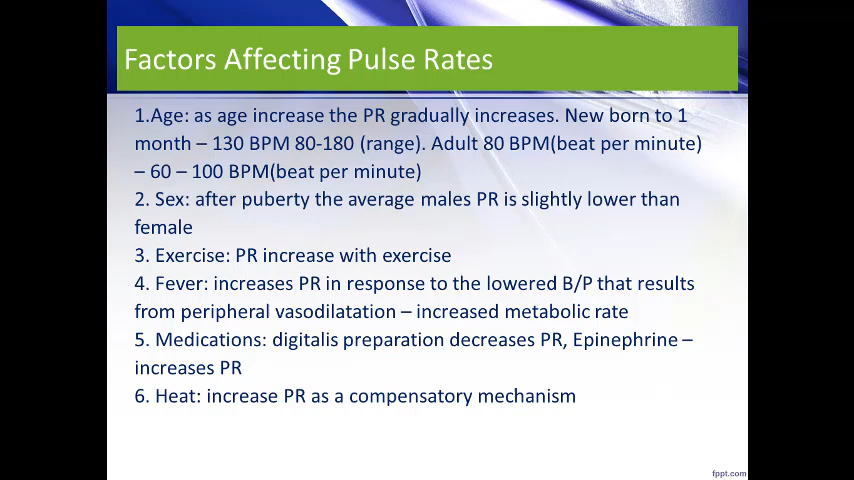 Factors Affecting Pulse Rates
1.Age: as age increase the PR gradually increases. New born to 1
month – 130 BPM 80-180 (range). Adult 80 BPM(beat per minute)
– 60 – 100 BPM(beat per minute)
2. Sex: after puberty the average males PR is slightly lower than
female
3. Exercise: PR increase with exercise
4. Fever: increases PR in response to the lowered B/P that results
from peripheral vasodilatation – increased metabolic rate
5. Medications: digitalis preparation decreases PR, Epinephrine –
increases PR
6. Heat: increase PR as a compensatory mechanism
fppt.com